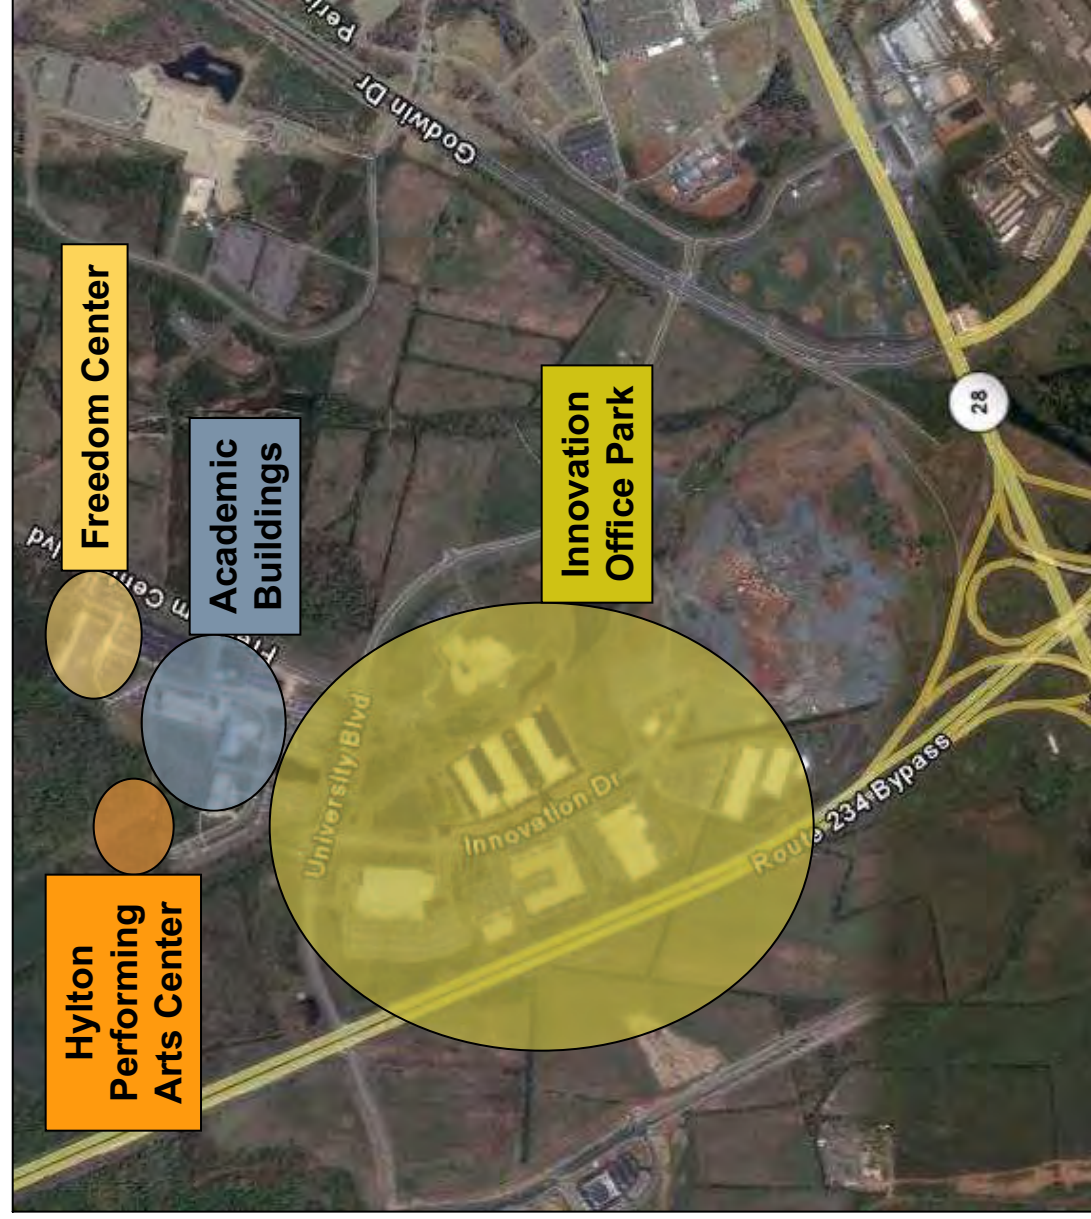 Hylton
Performing
Arts Center
Freedom Center
Academic
Buildings
Innovation
Office Park
Godwin Dr
University Blvd
Innovation Dr
Route 234 Bypass
28
Blvd